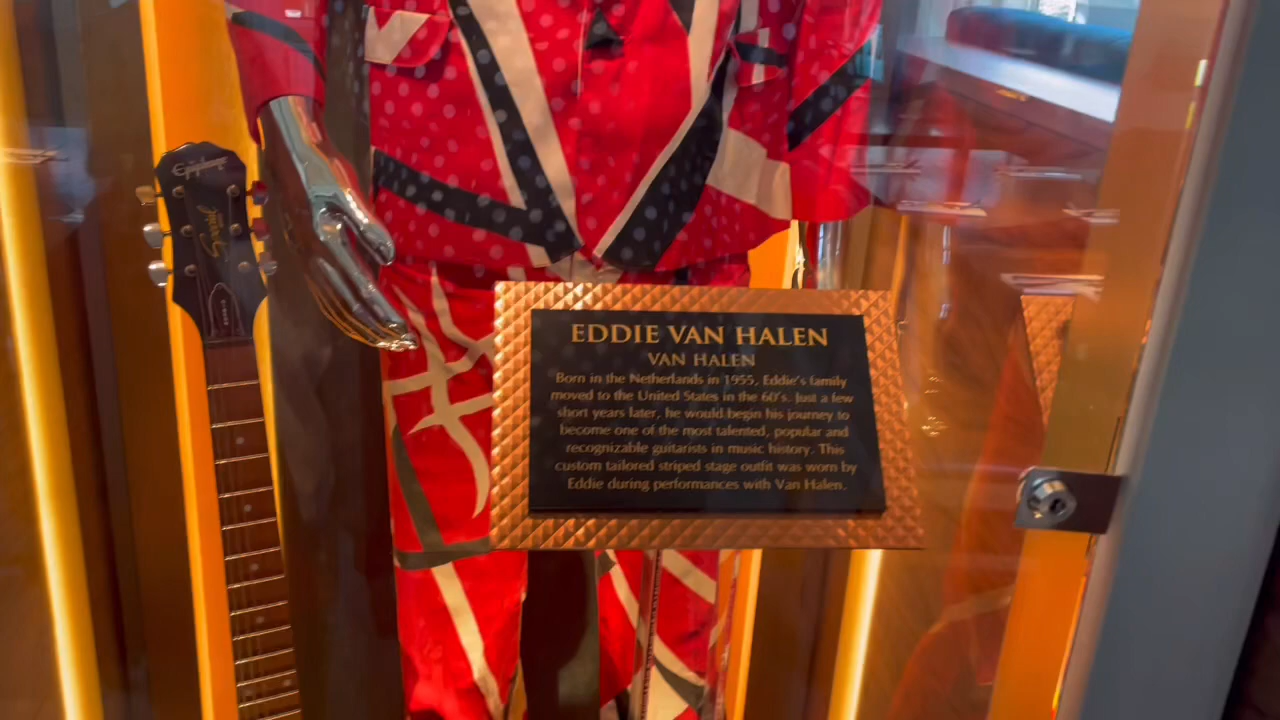 Epiphone
Special
EDDIE VAN HALEN
VAN HALEN
Born in the Netherlands in 1955, Eddie's family
moved to the United States in the 60's. Just a few
short years later, he would begin his journey to
become one of the most talented, popular and
recognizable guitarists in music history. This
custom tailored striped stage outfit was worn by
Eddie during performances with Van Halen.